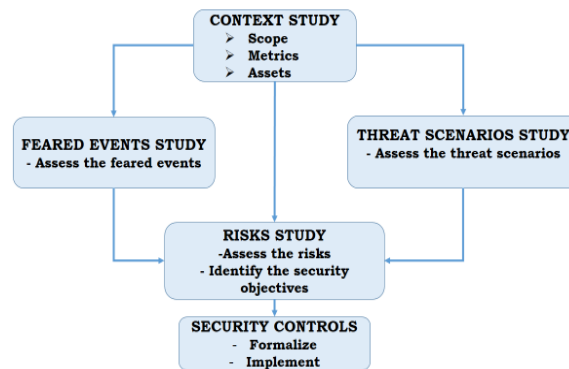 CONTEXT STUDY
➢ Scope
➢ Metrics
➢ Assets
FEARED EVENTS STUDY
- Assess the feared events
THREAT SCENARIOS STUDY
- Assess the threat scenarios
RISKS STUDY
-Assess the risks
- Identify the security
objectives
SECURITY CONTROLS
- Formalize
- Implement